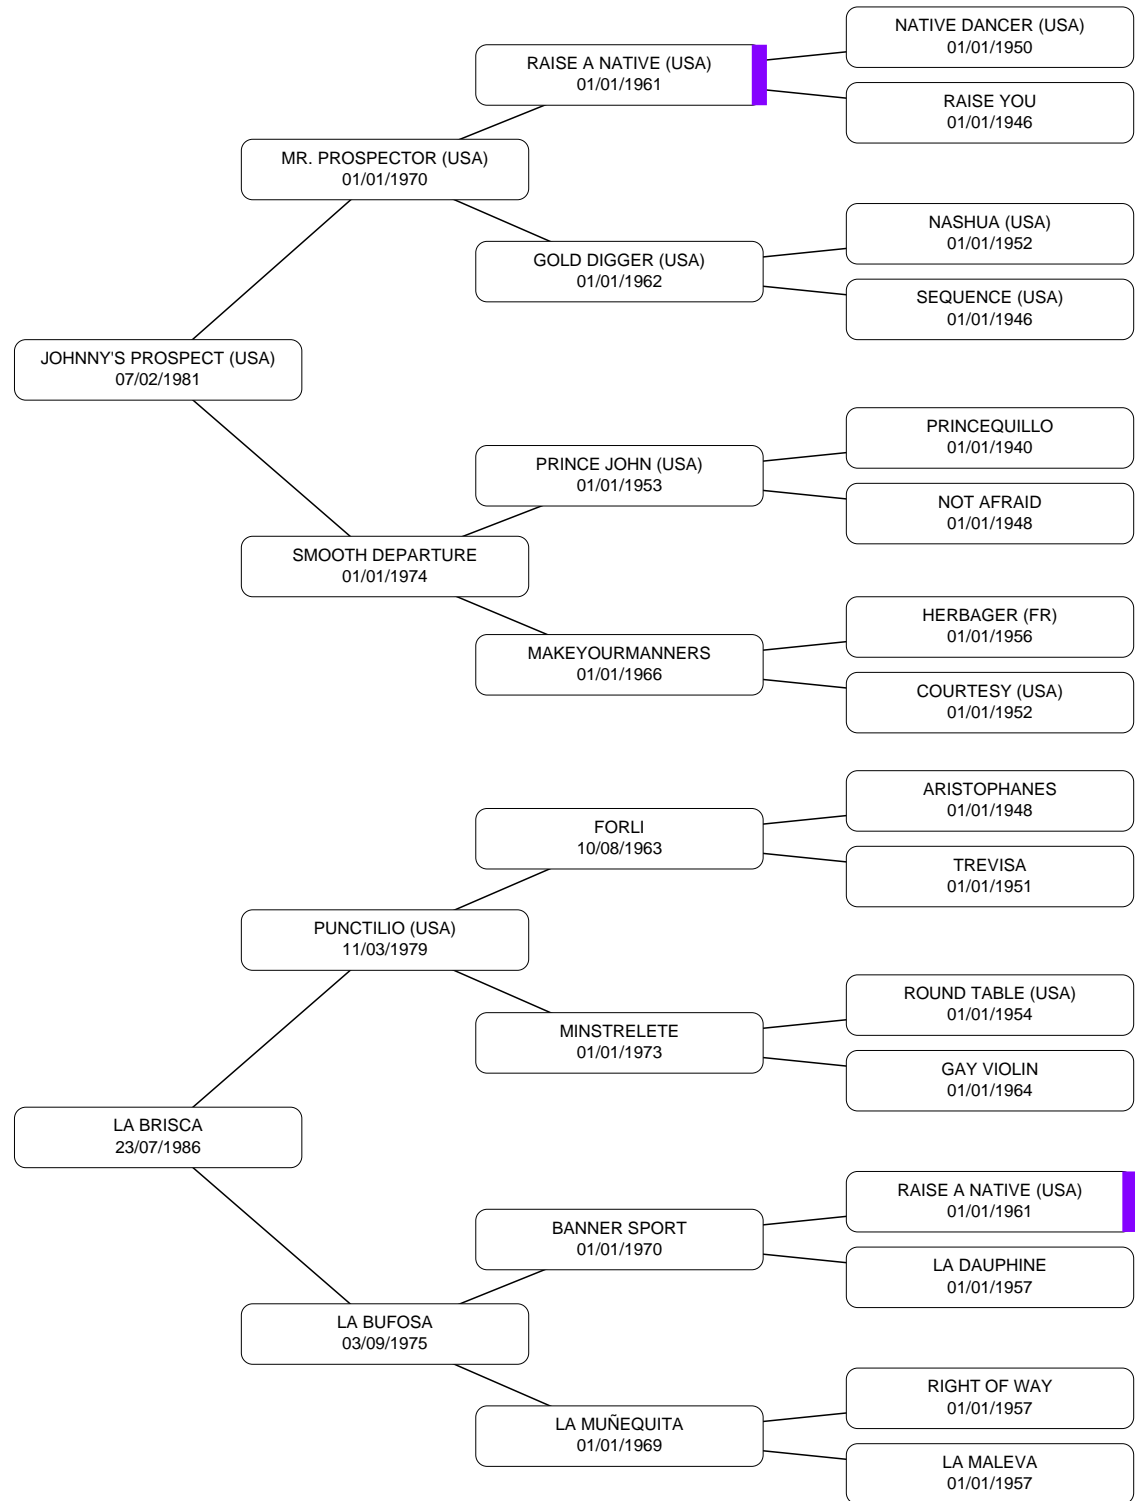 NATIVE DANCER (USA)
01/01/1950
RAISE A NATIVE (USA)
01/01/1961
RAISE YOU
01/01/1946
MR. PROSPECTOR (USA)
01/01/1970
NASHUA (USA)
01/01/1952
GOLD DIGGER (USA)
01/01/1962
SEQUENCE (USA)
01/01/1946
JOHNNY'S PROSPECT (USA)
07/02/1981
PRINCEQUILLO
01/01/1940
PRINCE JOHN (USA)
01/01/1953
NOT AFRAID
01/01/1948
SMOOTH DEPARTURE
01/01/1974
HERBAGER (FR)
01/01/1956
MAKEYOURMANNERS
01/01/1966
COURTESY (USA)
01/01/1952
ARISTOPHANES
01/01/1948
FORLI
10/08/1963
TREVISA
01/01/1951
PUNCTILIO (USA)
11/03/1979
ROUND TABLE (USA)
01/01/1954
MINSTRELETE
01/01/1973
GAY VIOLIN
01/01/1964
LA BRISCA
23/07/1986
RAISE A NATIVE (USA)
01/01/1961
BANNER SPORT
01/01/1970
LA DAUPHINE
01/01/1957
LA BUFOSA
03/09/1975
RIGHT OF WAY
01/01/1957
LA MUÑEQUITA
01/01/1969
LA MALEVA
01/01/1957